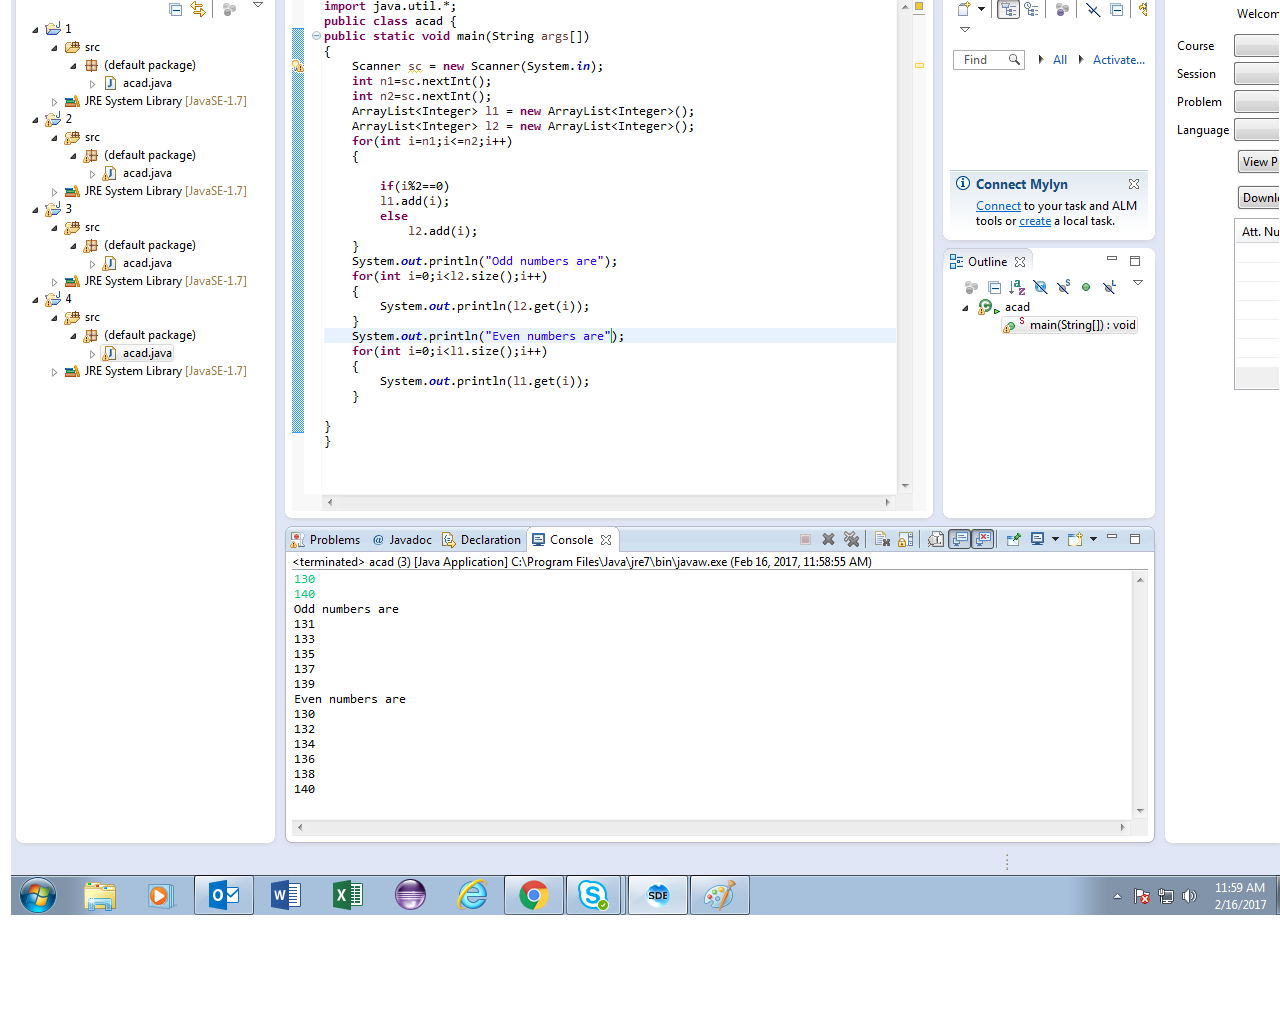 1
src
(default package)
acad.java
JRE System Library [JavaSE-1.7]
2
src
(default package)
acad.java
JRE System Library [JavaSE-1.7]
3
src
(default package)
acad.java
JRE System Library [JavaSE-1.7]
4
src
(default package)
acad.java
JRE System Library [JavaSE-1.7]
import java.util.*;
public class acad {
public static void main(String args[])
{
Scanner sc = new Scanner(System.in);
int n1=sc.nextInt();
int n2=sc.nextInt();
ArrayList<Integer> l1 = new ArrayList<Integer>();
ArrayList<Integer> l2 = new ArrayList<Integer>();
for(int i=n1;i<=n2;i++)
{
if(i%2==0)
l1.add(i);
else
l2.add(i);
}
System.out.println("Odd numbers are");
for(int i=0;i<l2.size();i++)
{
System.out.println(l2.get(i));
}
System.out.println("Even numbers are");
for(int i=0;i<l1.size();i++)
{
System.out.println(l1.get(i));
}
}
}
Find
All
Activate...
Connect Mylyn
Connect to your task and ALM
tools or create a local task.
Outline
acad
main(String[]) : void
Welcom
Course
Session
Problem
Language
View P
Downl
Att. Nu
Problems @ Javadoc Declaration Console
<terminated> acad (3) [Java Application] C:\Program Files\Java\jre7\bin\javaw.exe (Feb 16, 2017, 11:58:55 AM)
130
140
Odd numbers are
131
133
135
137
139
Even numbers are
130
132
134
136
138
140
SDE
11:59 AM
2/16/2017